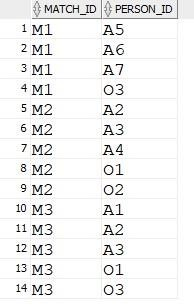 MATCH_ID PERSON_ID
1 M1 A5
2 M1 A6
3 M1 A7
4 M1 O3
5 M2 A2
6 M2 A3
7 M2 A4
8 M2 O1
9 M2 O2
10 M3 A1
11 M3 A2
12 M3 A3
13 M3 O1
14 M3 O3